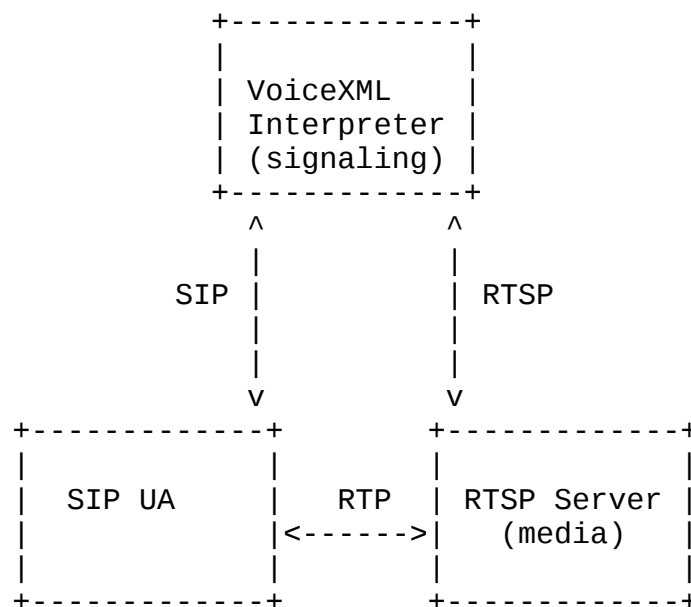 VoiceXML
Interpreter
(signaling)
SIP RTSP
SIP UA RTP RTSP Server
(media)